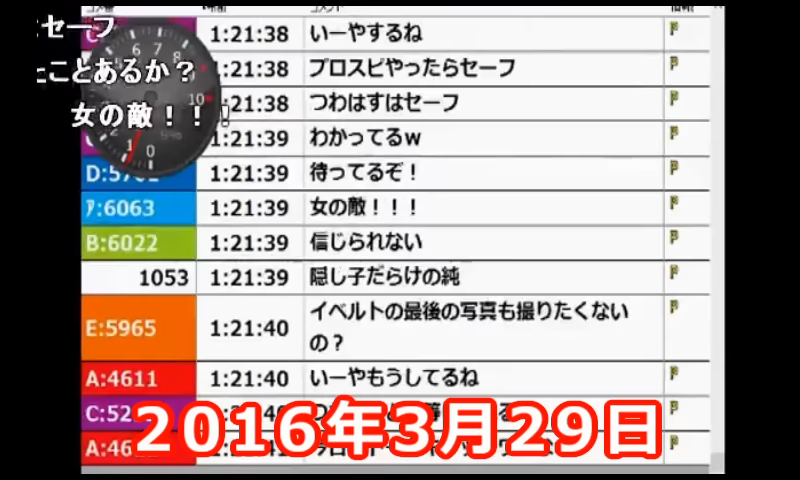 セーフ
ことあるか？
女の敵！！！
1:21:38 いーやするね P
1:21:38 プロスピやったらセーフ P
1:21:38 つわはすはセーフ P
1:21:39 わかってるw P
1:21:39 待ってるぞ！ P
ｱ:6063 1:21:39 女の敵！！！ P
B:6022 1:21:39 信じられない P
1053 1:21:39 隠し子だらけの純 P
E:5965 1:21:40 イベルトの最後の写真も撮りたくない P
の？
A:4611 1:21:40 いーやもうしてるね P
2016年3月29日